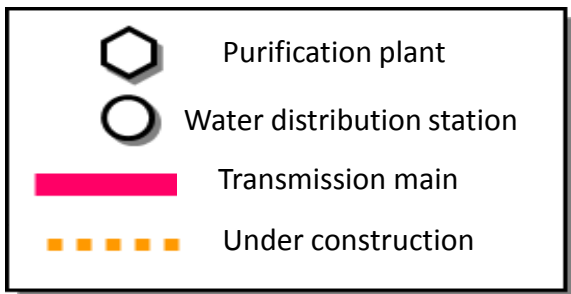 Purification plant
Water distribution station
Transmission main
Under construction